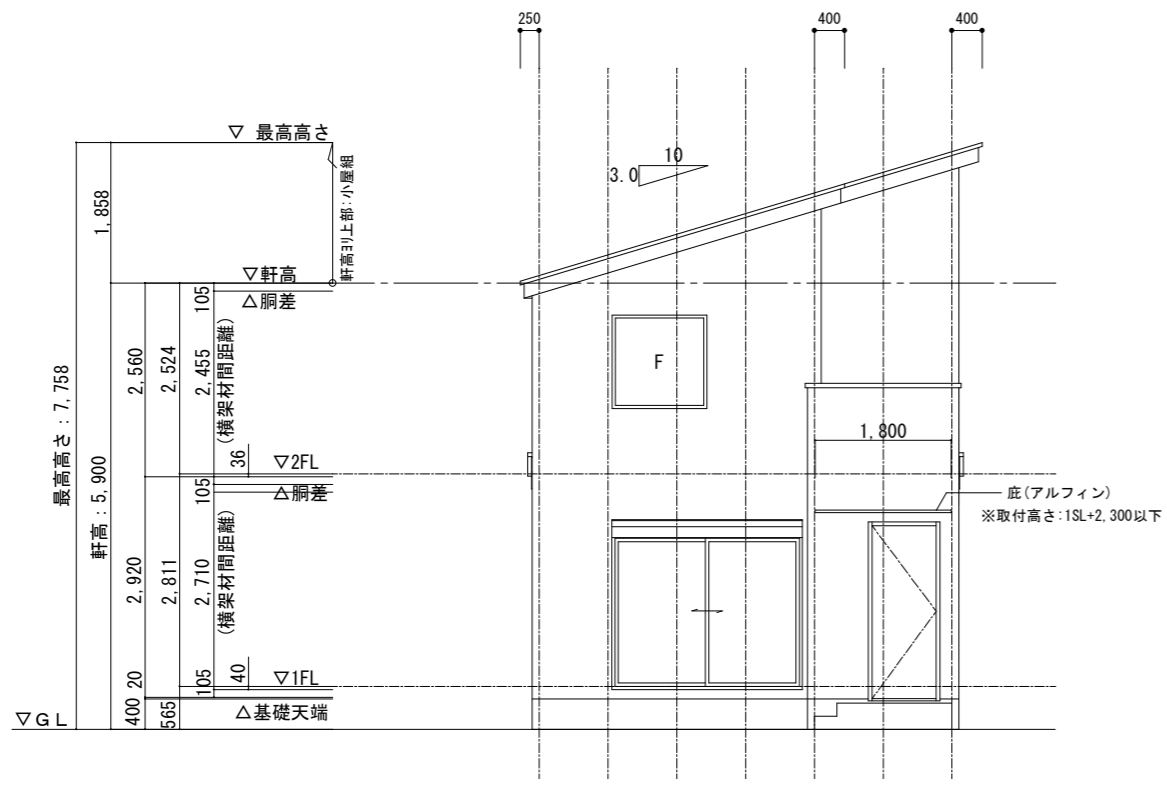 250
400
400
▽ 最高高さ
10
3.0
軒高ヨリ上部:小屋組
1,858
▽軒高
105
△胴差
2,560
2,524
2,455
(横架材間距離)
F
最高高さ:7,758
軒高:5,900
1,800
36
▽2FL
105
△胴差
庇(アルフィン)
※取付高さ:1SL+2,300以下
2,920
2,811
2,710
(横架材間距離)
40
▽1FL
20
105
400
565
△基礎天端
▽GL